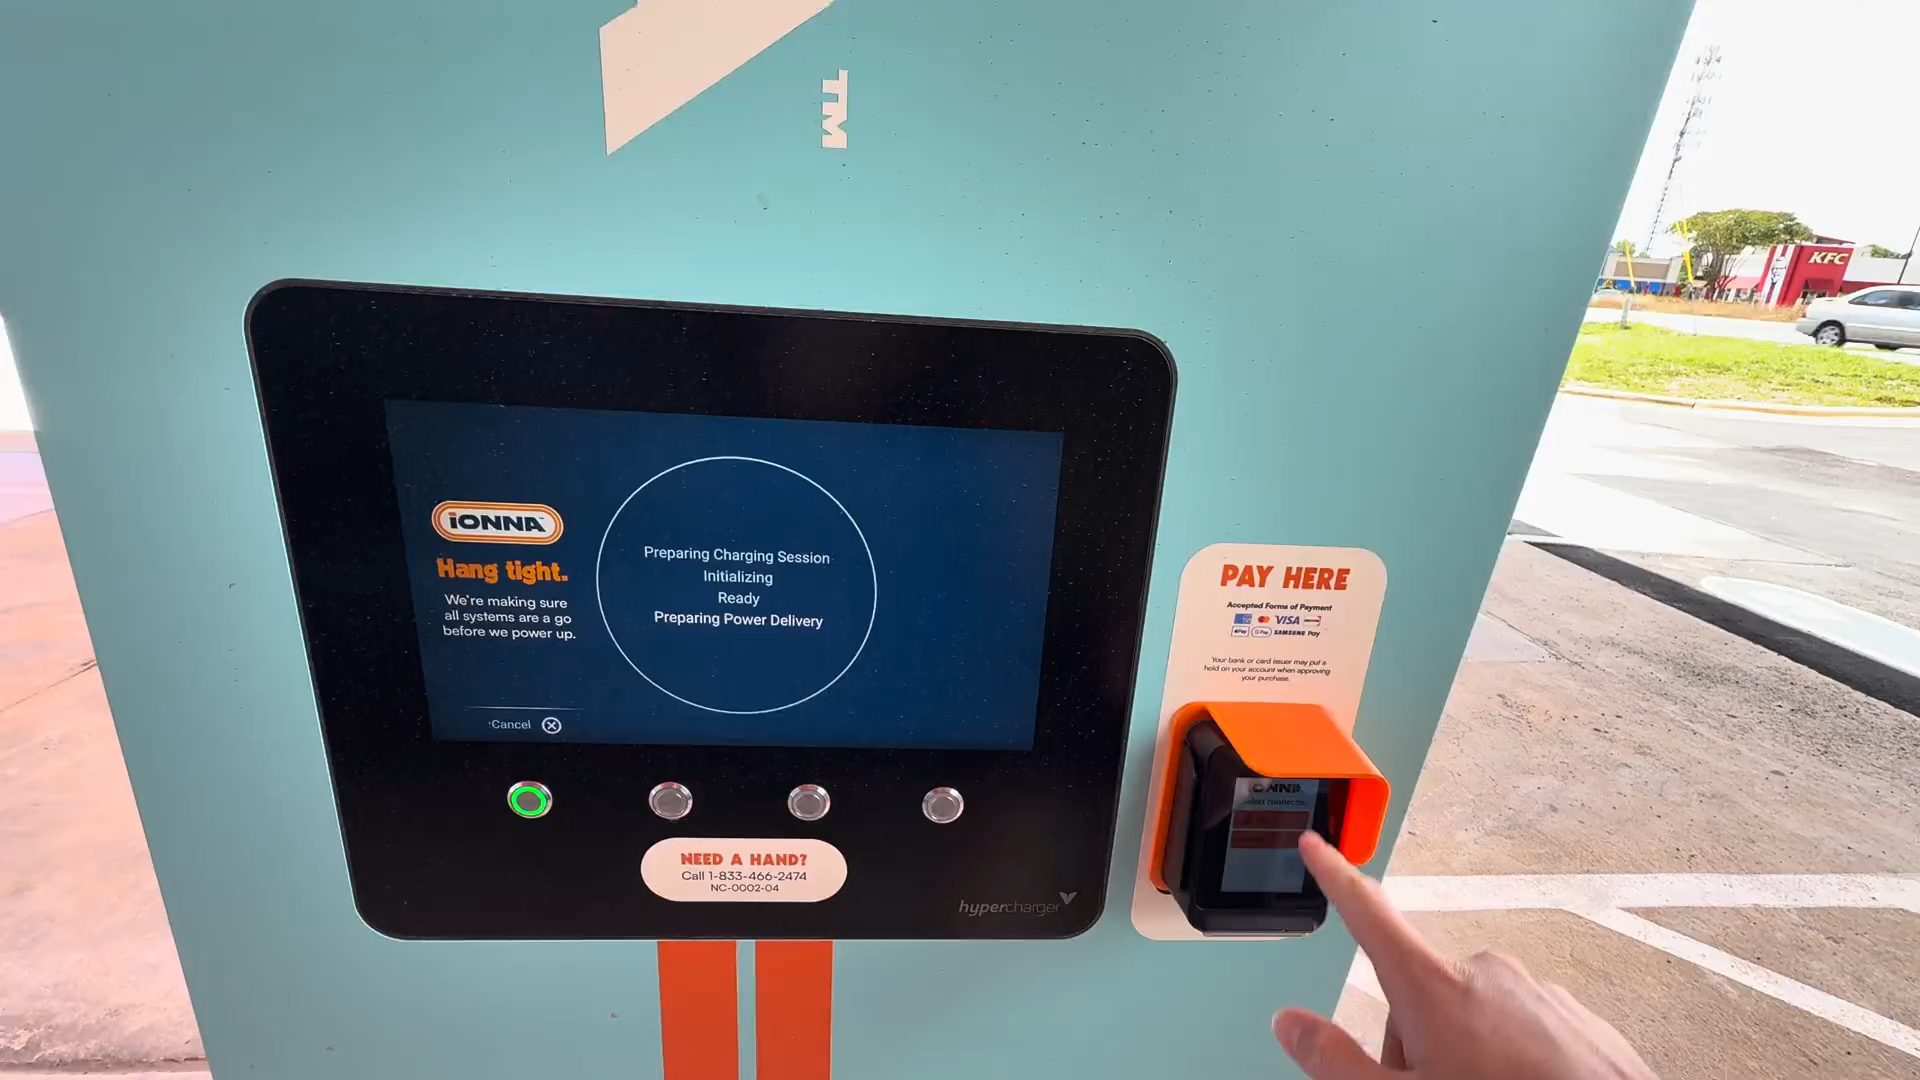 TM
KFC
iONNA™
Hang tight.
We're making sure
all systems are a go
before we power up.
Cancel
Preparing Charging Session
Initializing
Ready
Preparing Power Delivery
NEED A HAND?
Call 1-833-466-2474
NC-0002-04
hypercharger
PAY HERE
Accepted Forms of Payment
VISA
Pay G Pay SAMSUNG Pay
Your bank or card issuer may put a
hold on your account when approving
your purchase.
IONNA